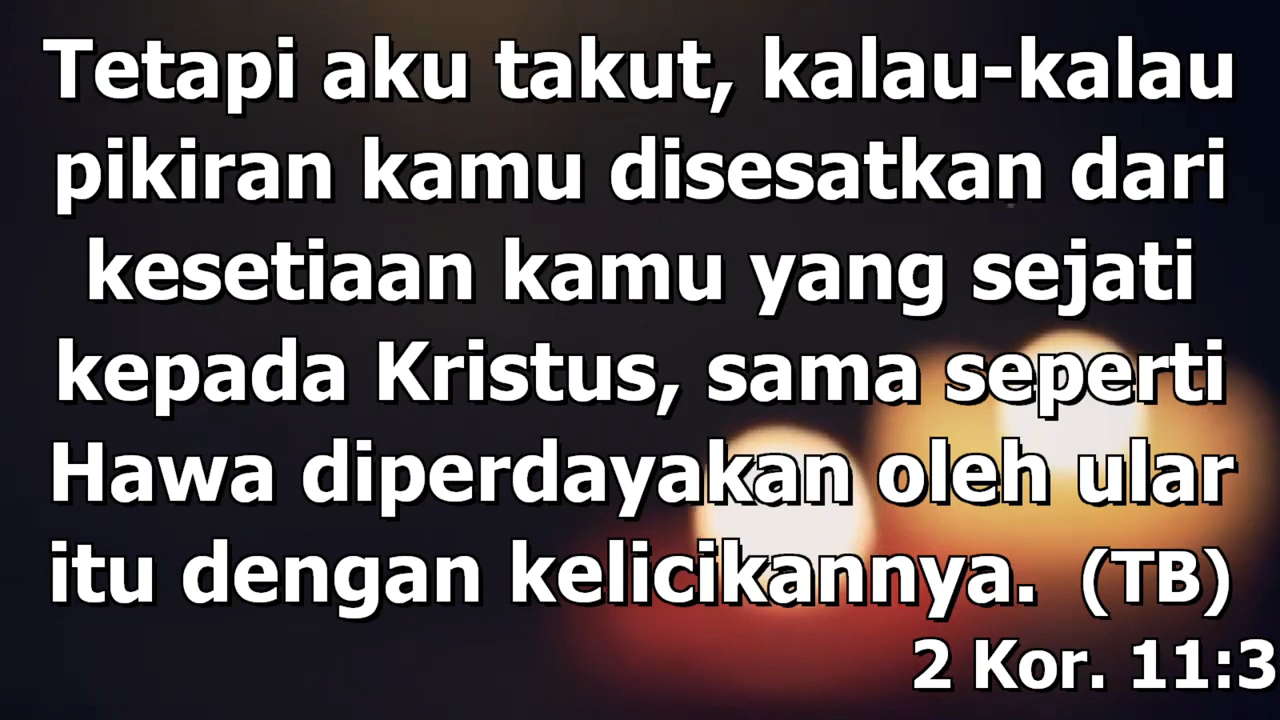 Tetapi aku takut, kalau-kalau
pikiran kamu disesatkan dari
kesetiaan kamu yang sejati
kepada Kristus, sama seperti
Hawa diperdayakan oleh ular
itu dengan kelicikannya. (TB)
2 Kor. 11:3